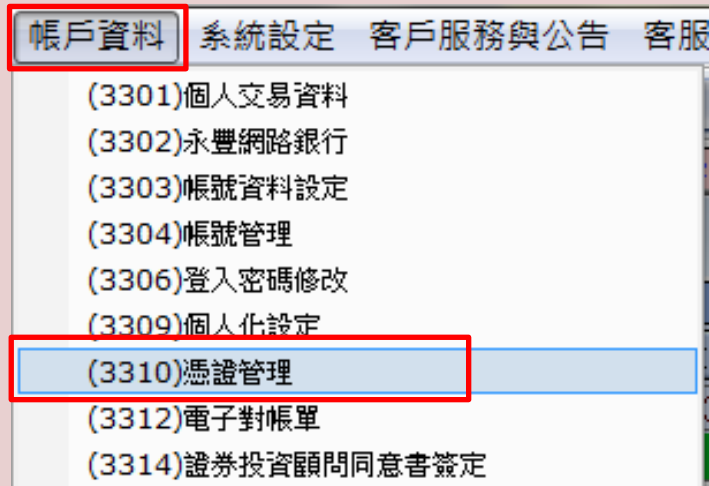 帳戶資料 系統設定 客戶服務與公告 客服
(3301)個人交易資料
(3302)永豐網路銀行
(3303)帳號資料設定
(3304)帳號管理
(3306)登入密碼修改
(3309)個人化設定
(3310)憑證管理
(3312)電子對帳單
(3314)證券投資顧問同意書簽定